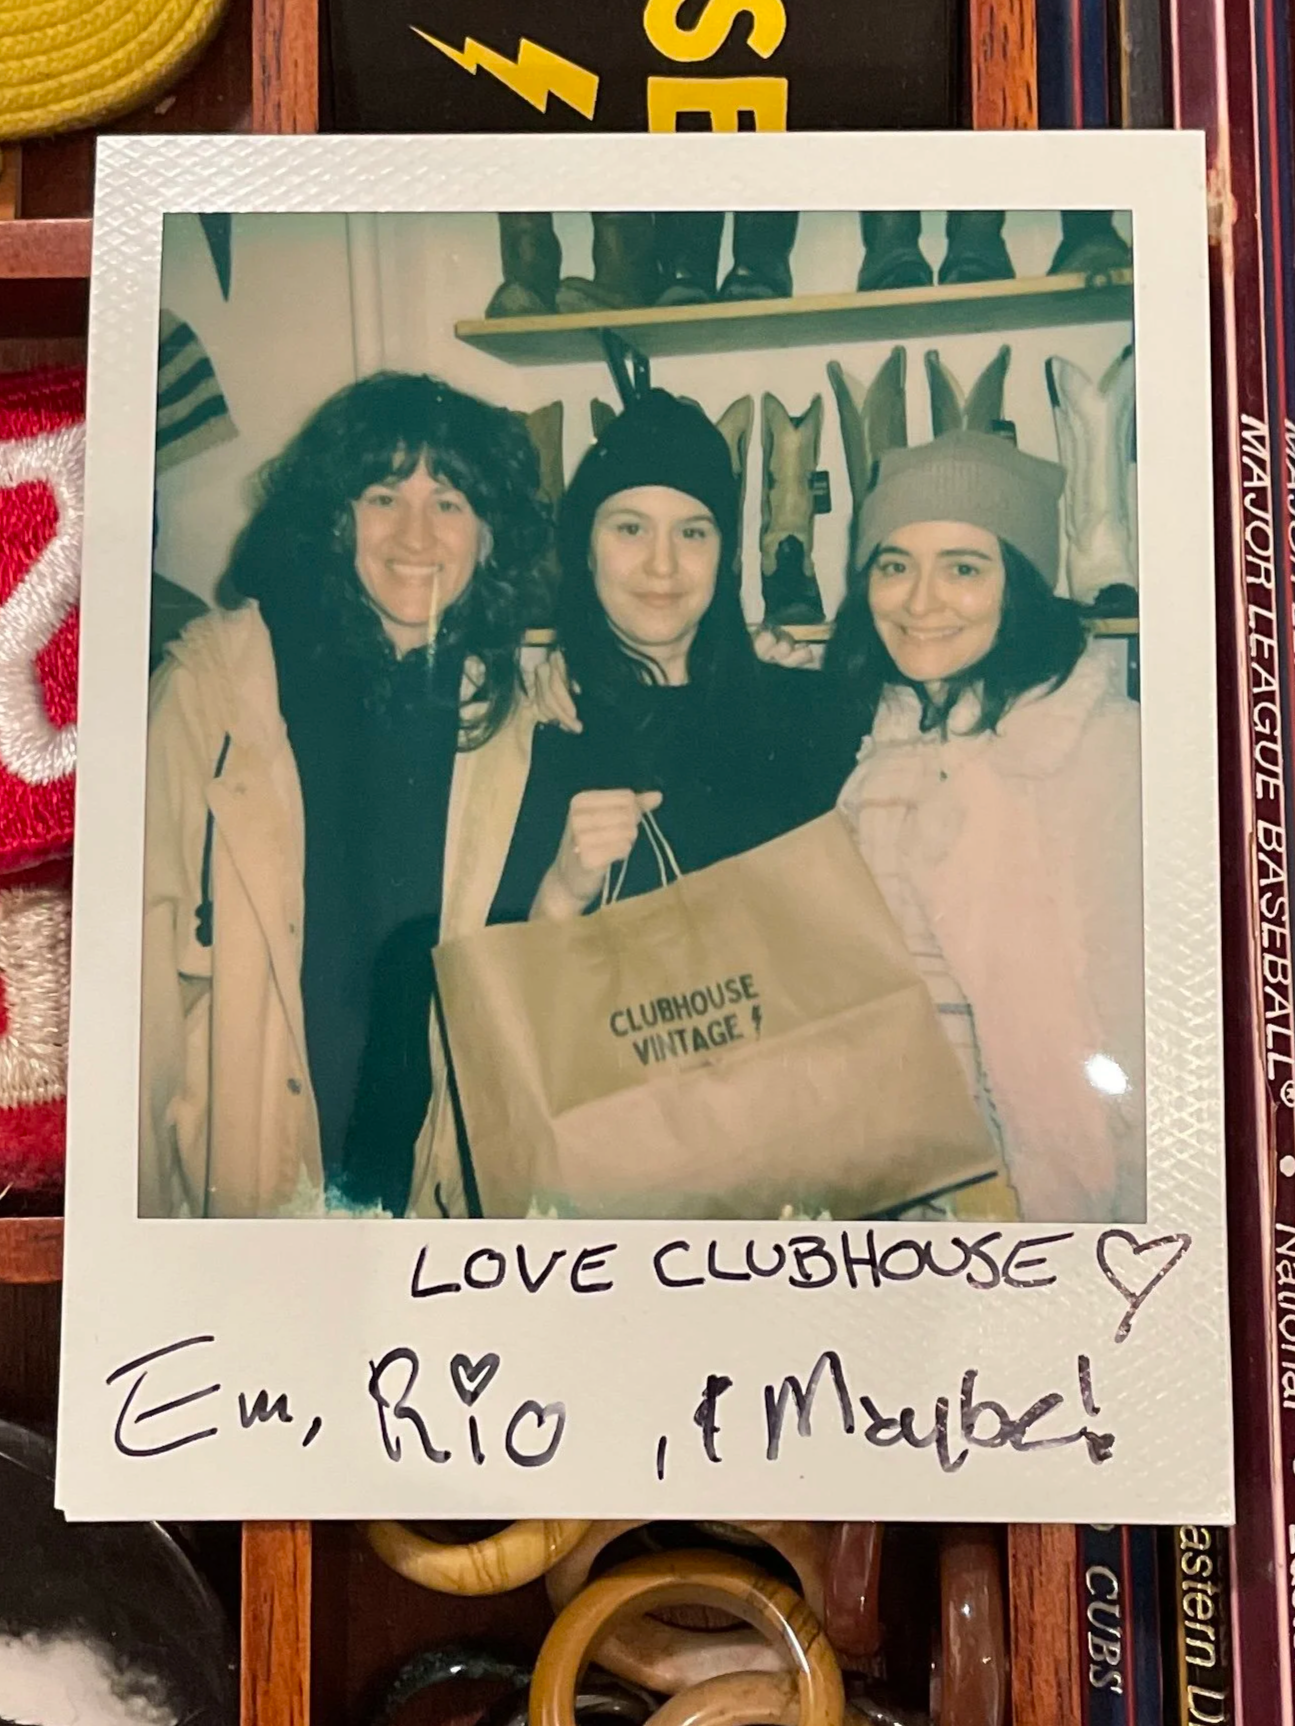 SE
CLUBHOUSE
VINTAGE
LOVE CLUBHOUSE ♡
Em, Rio, & Maybe!
MAJOR LEAGUE BASEBALL® • National
CUBS
astern D